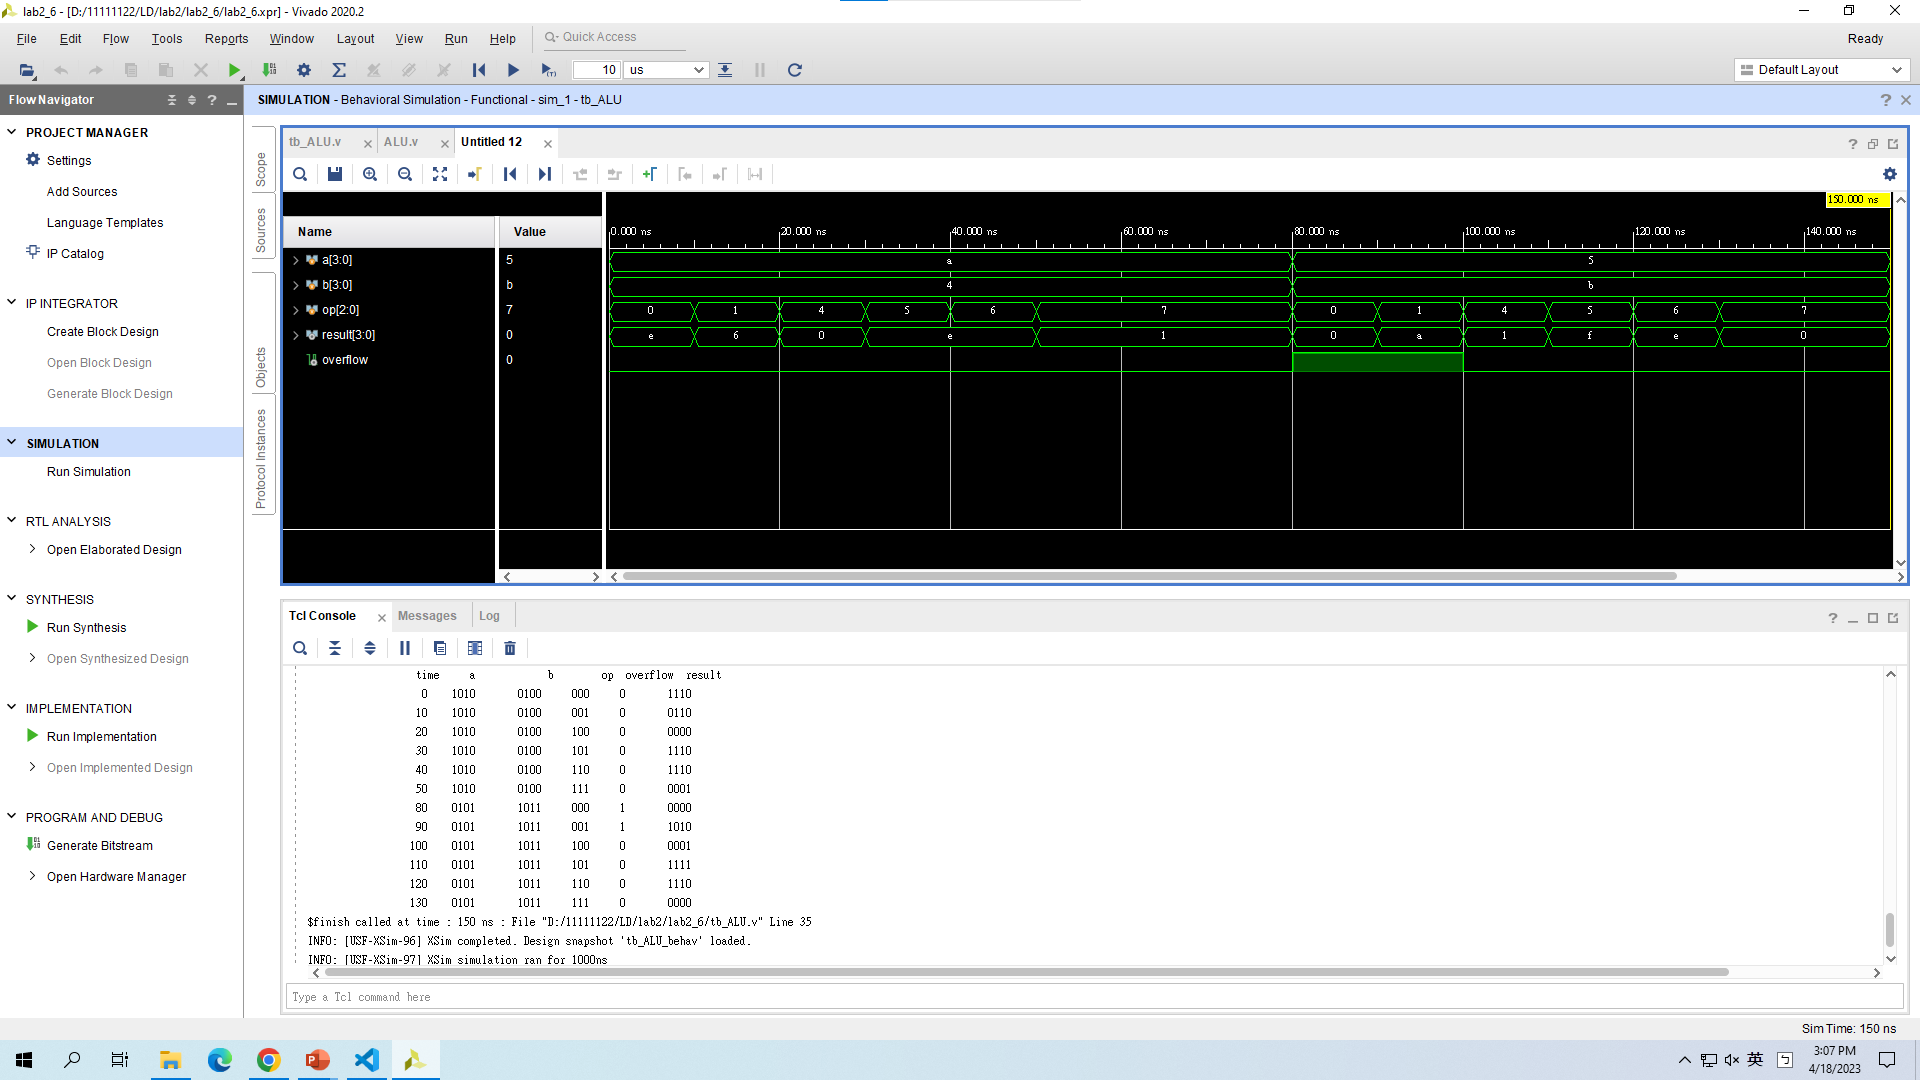 lab2_6 - [D:/11111122/LD/lab2/lab2_6/lab2_6.xpr] - Vivado 2020.2
File Edit Flow Tools Reports Window Layout View Run Help Quick Access Ready
10 us Default Layout
Flow Navigator
SIMULATION - Behavioral Simulation - Functional - sim_1 - tb_ALU
PROJECT MANAGER
Settings
Add Sources
Language Templates
IP Catalog
IP INTEGRATOR
Create Block Design
Open Block Design
Generate Block Design
SIMULATION
Run Simulation
RTL ANALYSIS
Open Elaborated Design
SYNTHESIS
Run Synthesis
Open Synthesized Design
IMPLEMENTATION
Run Implementation
Open Implemented Design
PROGRAM AND DEBUG
Generate Bitstream
Open Hardware Manager
Scope
Sources
Objects
Protocol Instances
tb_ALU.v ALU.v Untitled 12
150.000 ns
Name Value 0.000 ns 20.000 ns 40.000 ns 60.000 ns 80.000 ns 100.000 ns 120.000 ns 140.000 ns
a[3:0] 5 a 5
b[3:0] b 4 b
op[2:0] 7 0 1 4 5 6 7 0 1 4 5 6 7
result[3:0] 0 e 6 0 e 1 0 a 1 f e 0
overflow 0
Tcl Console Messages Log
time a b op overflow result
0 1010 0100 000 0 1110
10 1010 0100 001 0 0110
20 1010 0100 100 0 0000
30 1010 0100 101 0 1110
40 1010 0100 110 0 1110
50 1010 0100 111 0 0001
80 0101 1011 000 1 0000
90 0101 1011 001 1 1010
100 0101 1011 100 0 0001
110 0101 1011 101 0 1111
120 0101 1011 110 0 1110
130 0101 1011 111 0 0000
$finish called at time : 150 ns : File "D:/11111122/LD/lab2/lab2_6/tb_ALU.v" Line 35
INFO: [USF-XSim-96] XSim completed. Design snapshot 'tb_ALU_behav' loaded.
INFO: [USF-XSim-97] XSim simulation ran for 1000ns
Type a Tcl command here
Sim Time: 150 ns
英 ㄅ 3:07 PM
4/18/2023